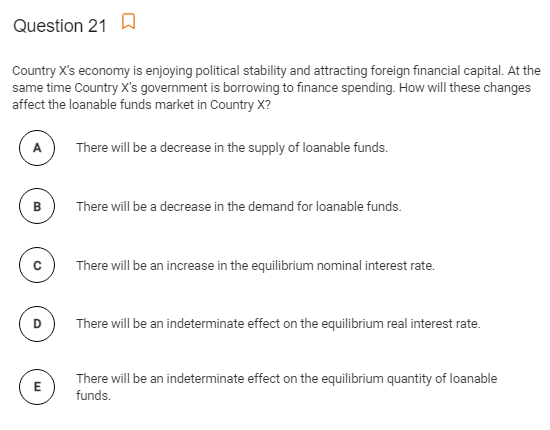 Question 21
Country X's economy is enjoying political stability and attracting foreign financial capital. At the
same time Country X's government is borrowing to finance spending. How will these changes
affect the loanable funds market in Country X?
A There will be a decrease in the supply of loanable funds.
B There will be a decrease in the demand for loanable funds.
C There will be an increase in the equilibrium nominal interest rate.
D There will be an indeterminate effect on the equilibrium real interest rate.
E There will be an indeterminate effect on the equilibrium quantity of loanable
funds.